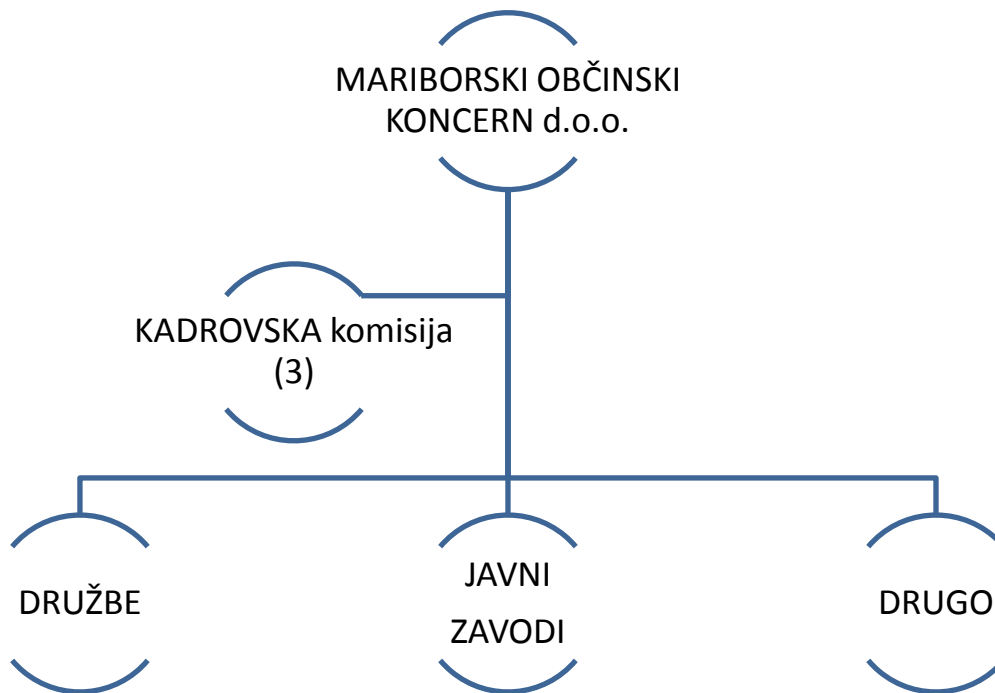 MARIBORSKI OBČINSKI
KONCERN d.o.o.
KADROVSKA komisija
(3)
DRUŽBE
JAVNI
ZAVODI
DRUGO